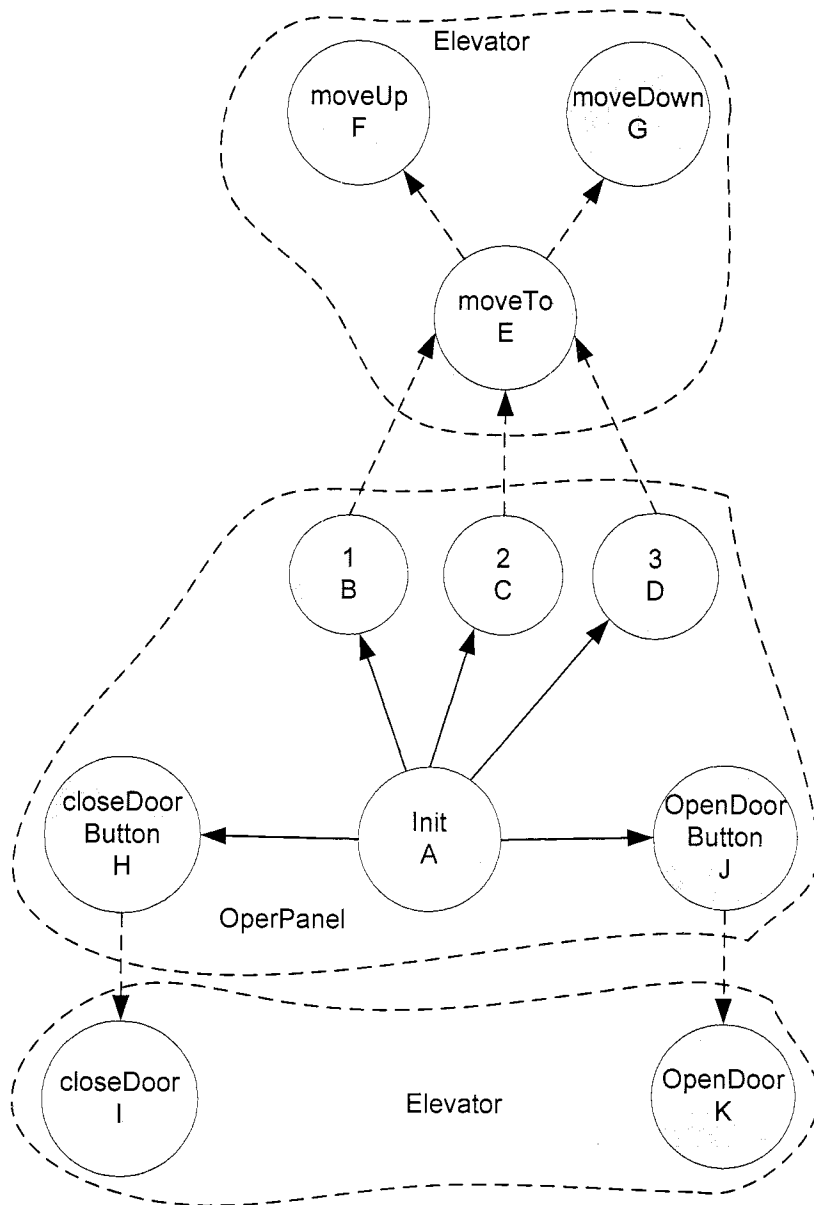 Elevator
moveUp
F
moveDown
G
moveTo
E
1
B
2
C
3
D
closeDoor
Button
H
Init
A
OpenDoor
Button
J
OperPanel
closeDoor
I
Elevator
OpenDoor
K